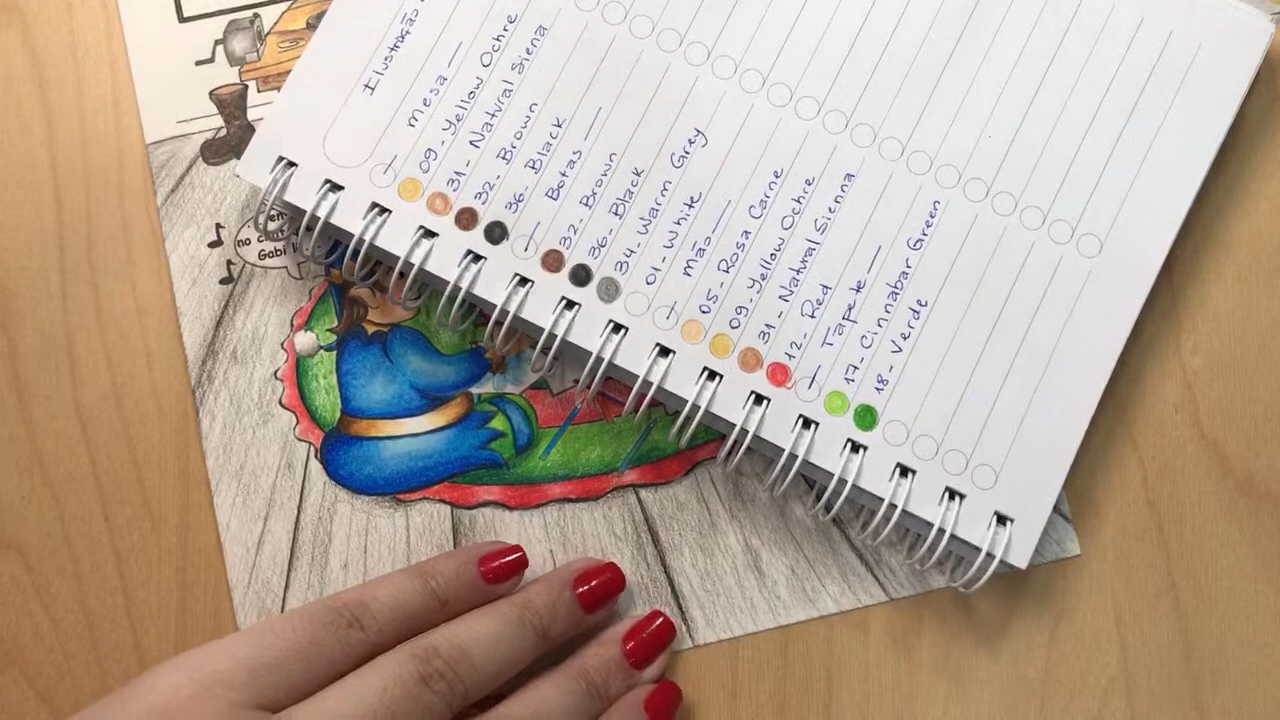 Ilustração
Mesa —
09 - Yellow Ochre
31 - Natural Siena
32 - Brown
36 - Black
Botas —
32 - Brown
36 - Black
34 - Warm Grey
01 - White
Mão —
05 - Rosa Carne
09 - Yellow Ochre
31 - Natural Sienna
12 - Red
Tapete —
17 - Cinnabar Green
18 - Verde
no
Gabi